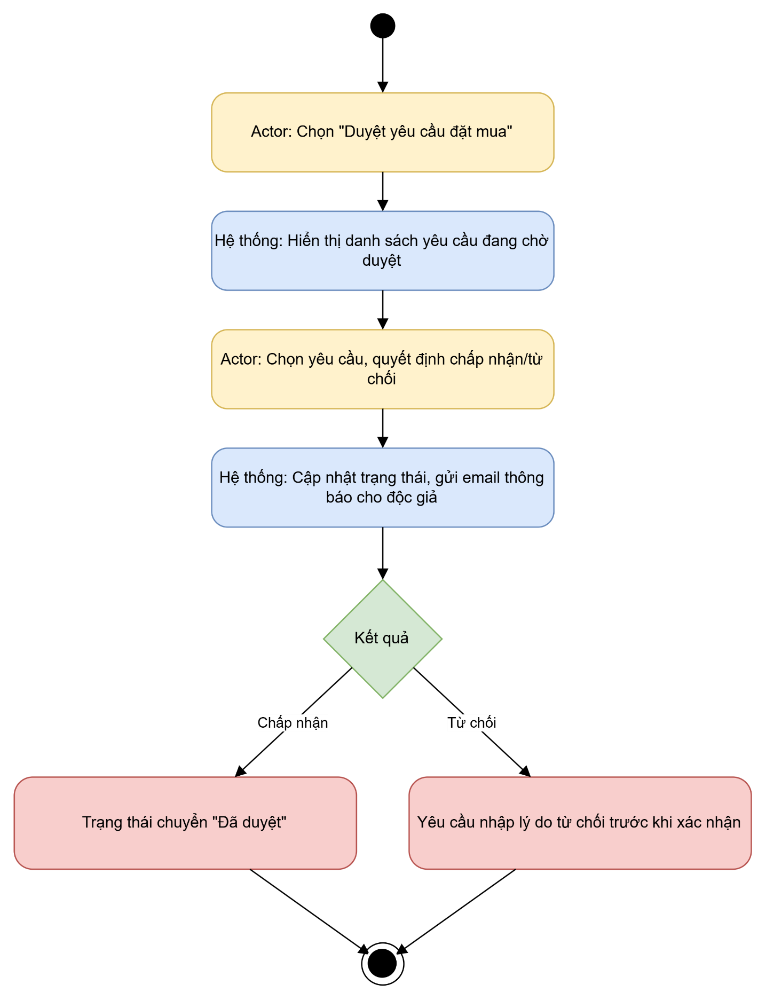 Actor: Chọn "Duyệt yêu cầu đặt mua"
Hệ thống: Hiển thị danh sách yêu cầu đang chờ
duyệt
Actor: Chọn yêu cầu, quyết định chấp nhận/từ
chối
Hệ thống: Cập nhật trạng thái, gửi email thông
báo cho độc giả
Kết quả
Chấp nhận
Từ chối
Trạng thái chuyển "Đã duyệt"
Yêu cầu nhập lý do từ chối trước khi xác nhận